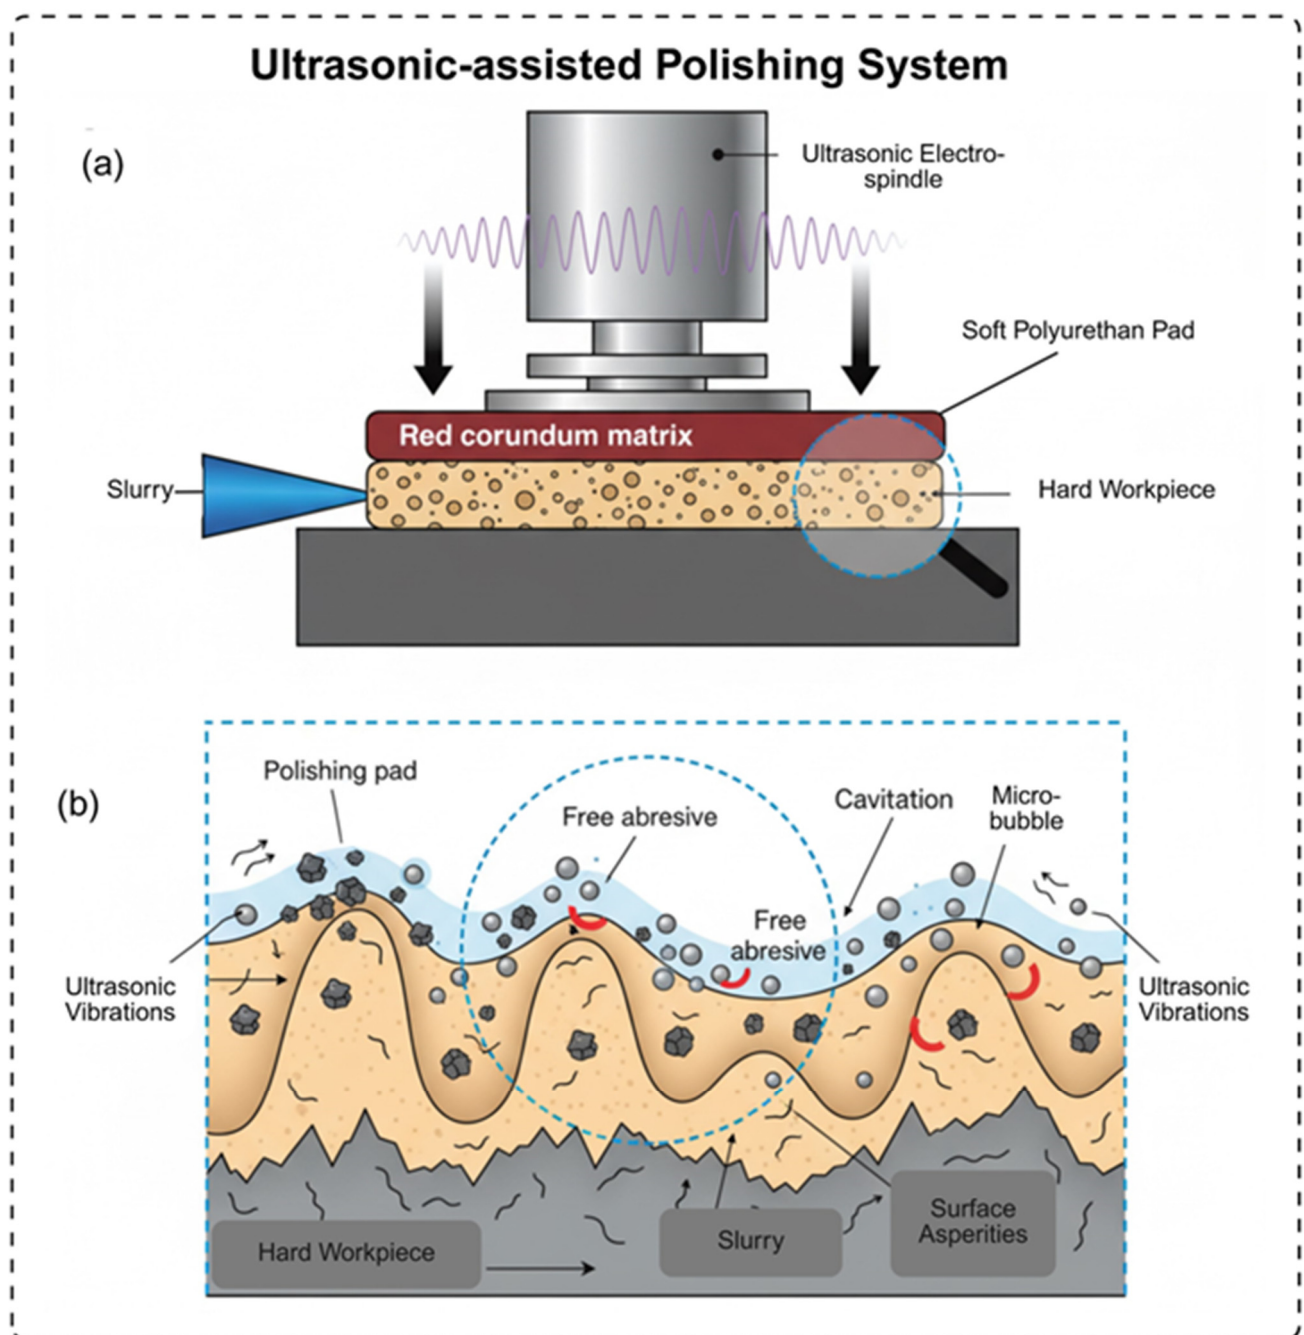 Ultrasonic-assisted Polishing System
(a)
Ultrasonic Electro-
spindle
Soft Polyurethan Pad
Red corundum matrix
Slurry
Hard Workpiece
(b)
Polishing pad
Free abresive
Cavitation
Micro-
bubble
Free
abresive
Ultrasonic
Vibrations
Ultrasonic
Vibrations
Surface
Asperities
Slurry
Hard Workpiece